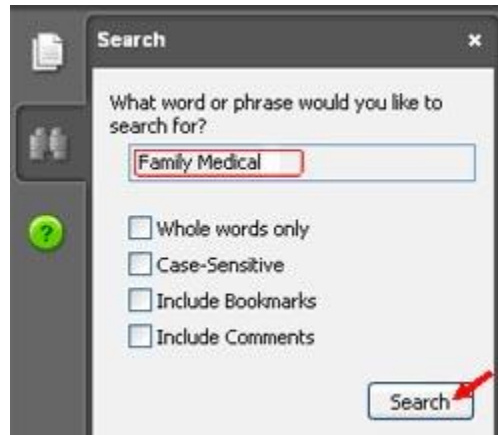 Search
What word or phrase would you like to
search for?
Family Medical
Whole words only
Case-Sensitive
Include Bookmarks
Include Comments
Search